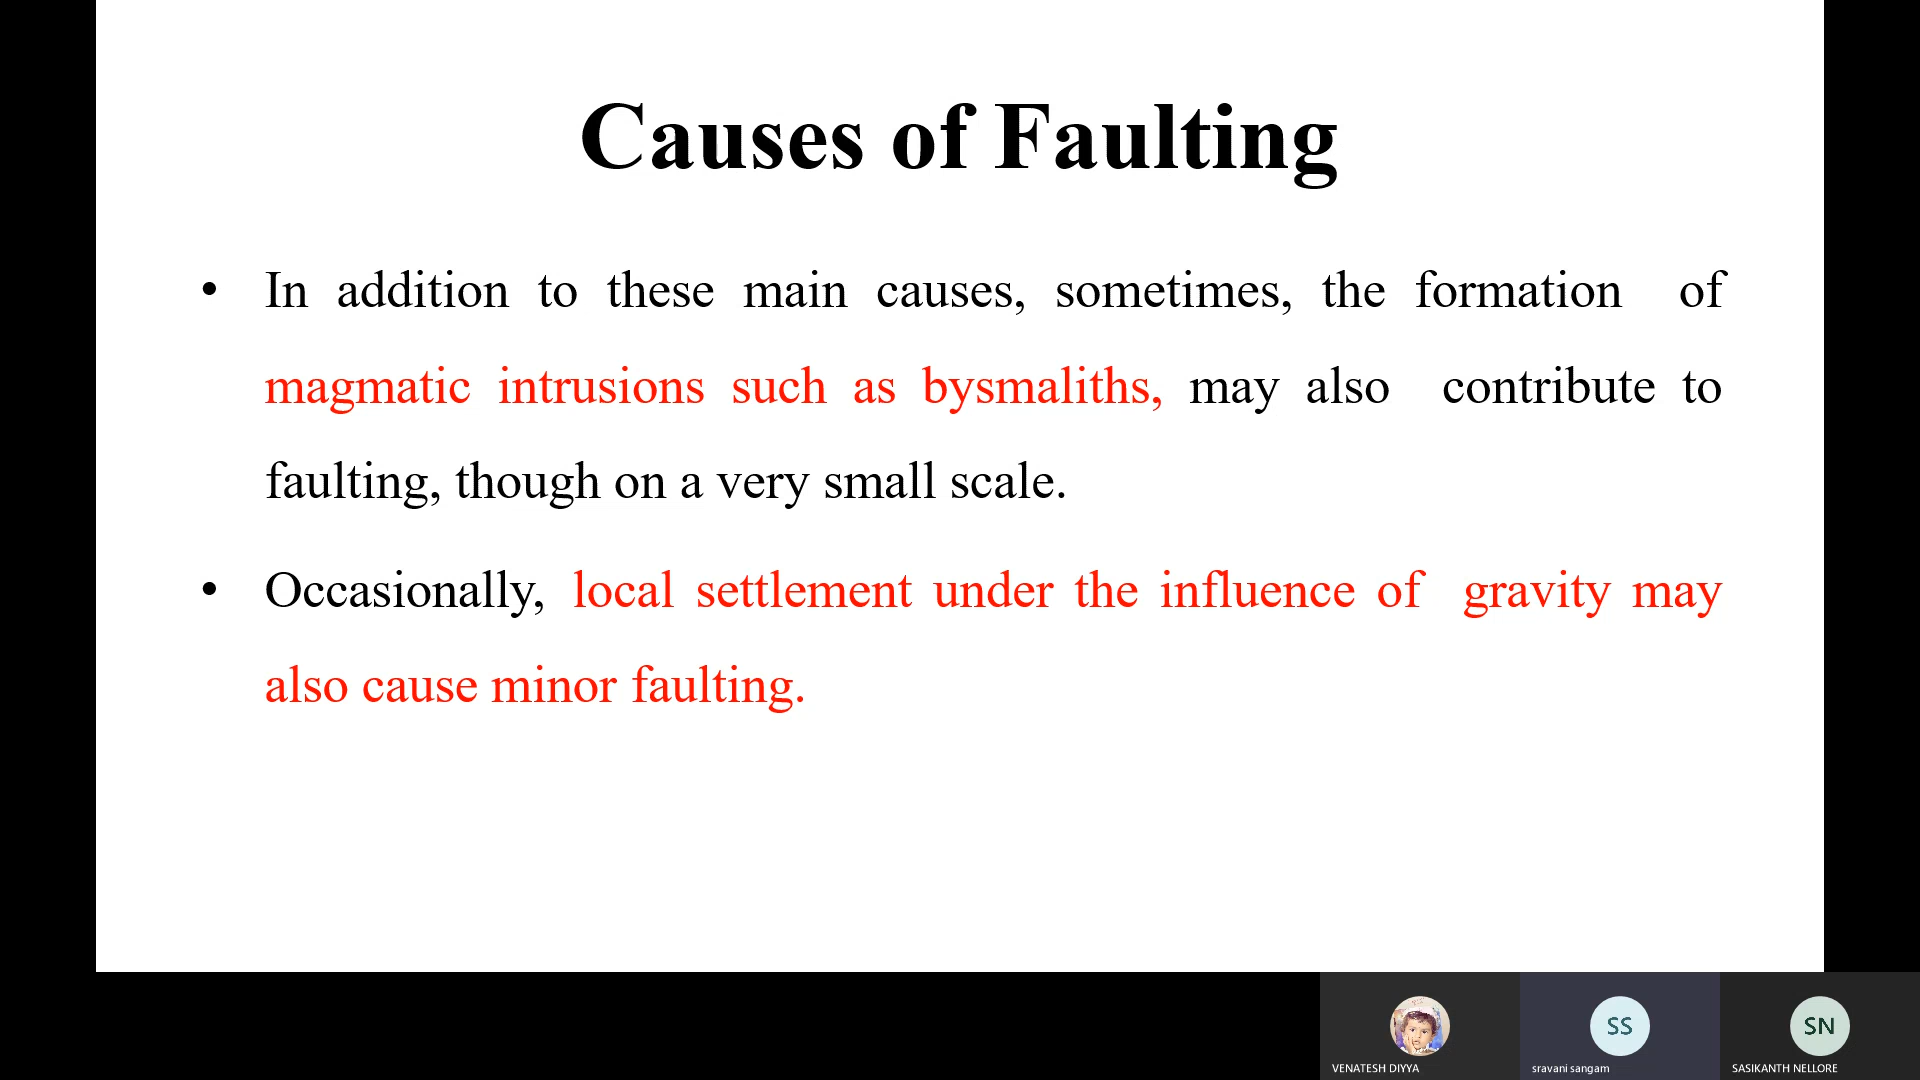 Causes of Faulting
• In addition to these main causes, sometimes, the formation of
magmatic intrusions such as bysmaliths, may also contribute to
faulting, though on a very small scale.
• Occasionally, local settlement under the influence of gravity may
also cause minor faulting.
SS
SN
VENATESH DIYYA
sravani sangam
SASIKANTH NELLORE